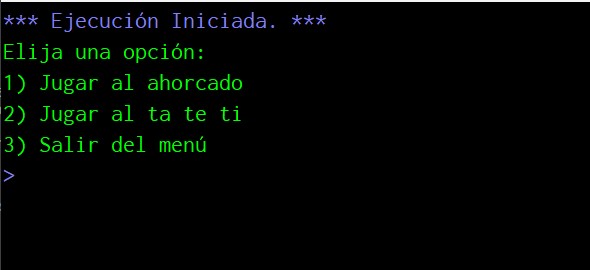 *** Ejecución Iniciada. ***
Elija una opción:
1) Jugar al ahorcado
2) Jugar al ta te ti
3) Salir del menú
>